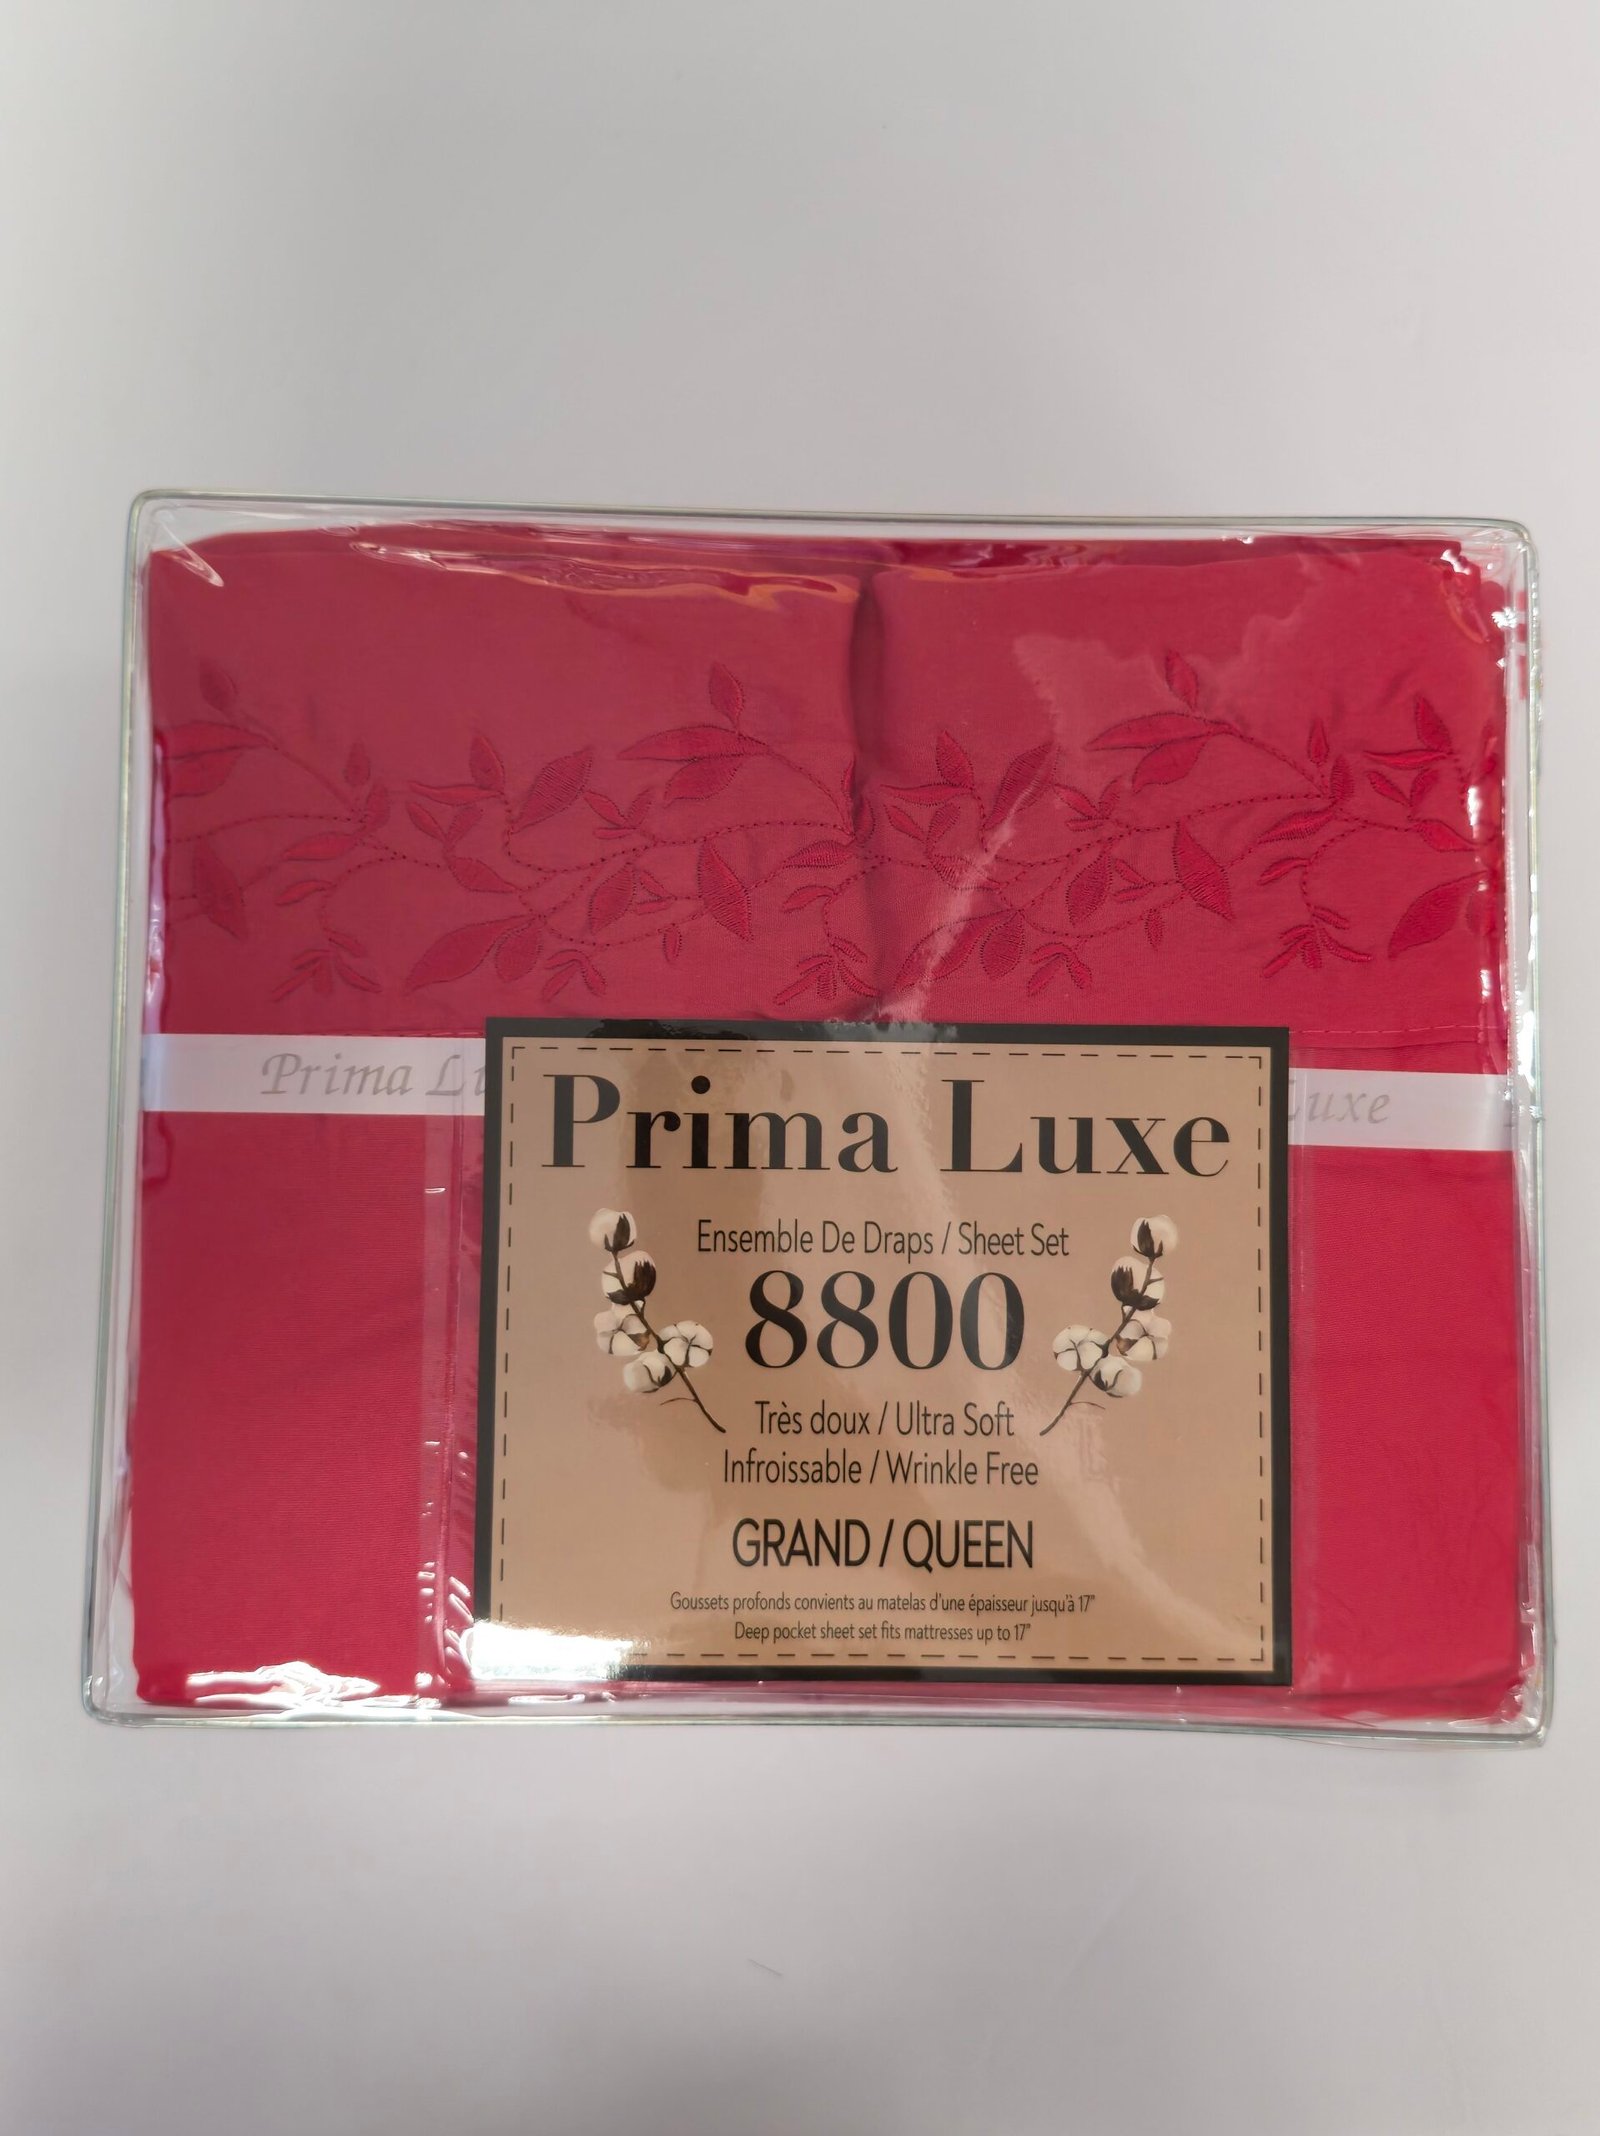 Prima Lu
Luxe
Prima Luxe
Ensemble De Draps / Sheet Set
8800
Très doux / Ultra Soft
Infroissable / Wrinkle Free
GRAND / QUEEN
Goussets profonds convients au matelas d'une épaisseur jusqu'à 17"
Deep pocket sheet set fits mattresses up to 17"